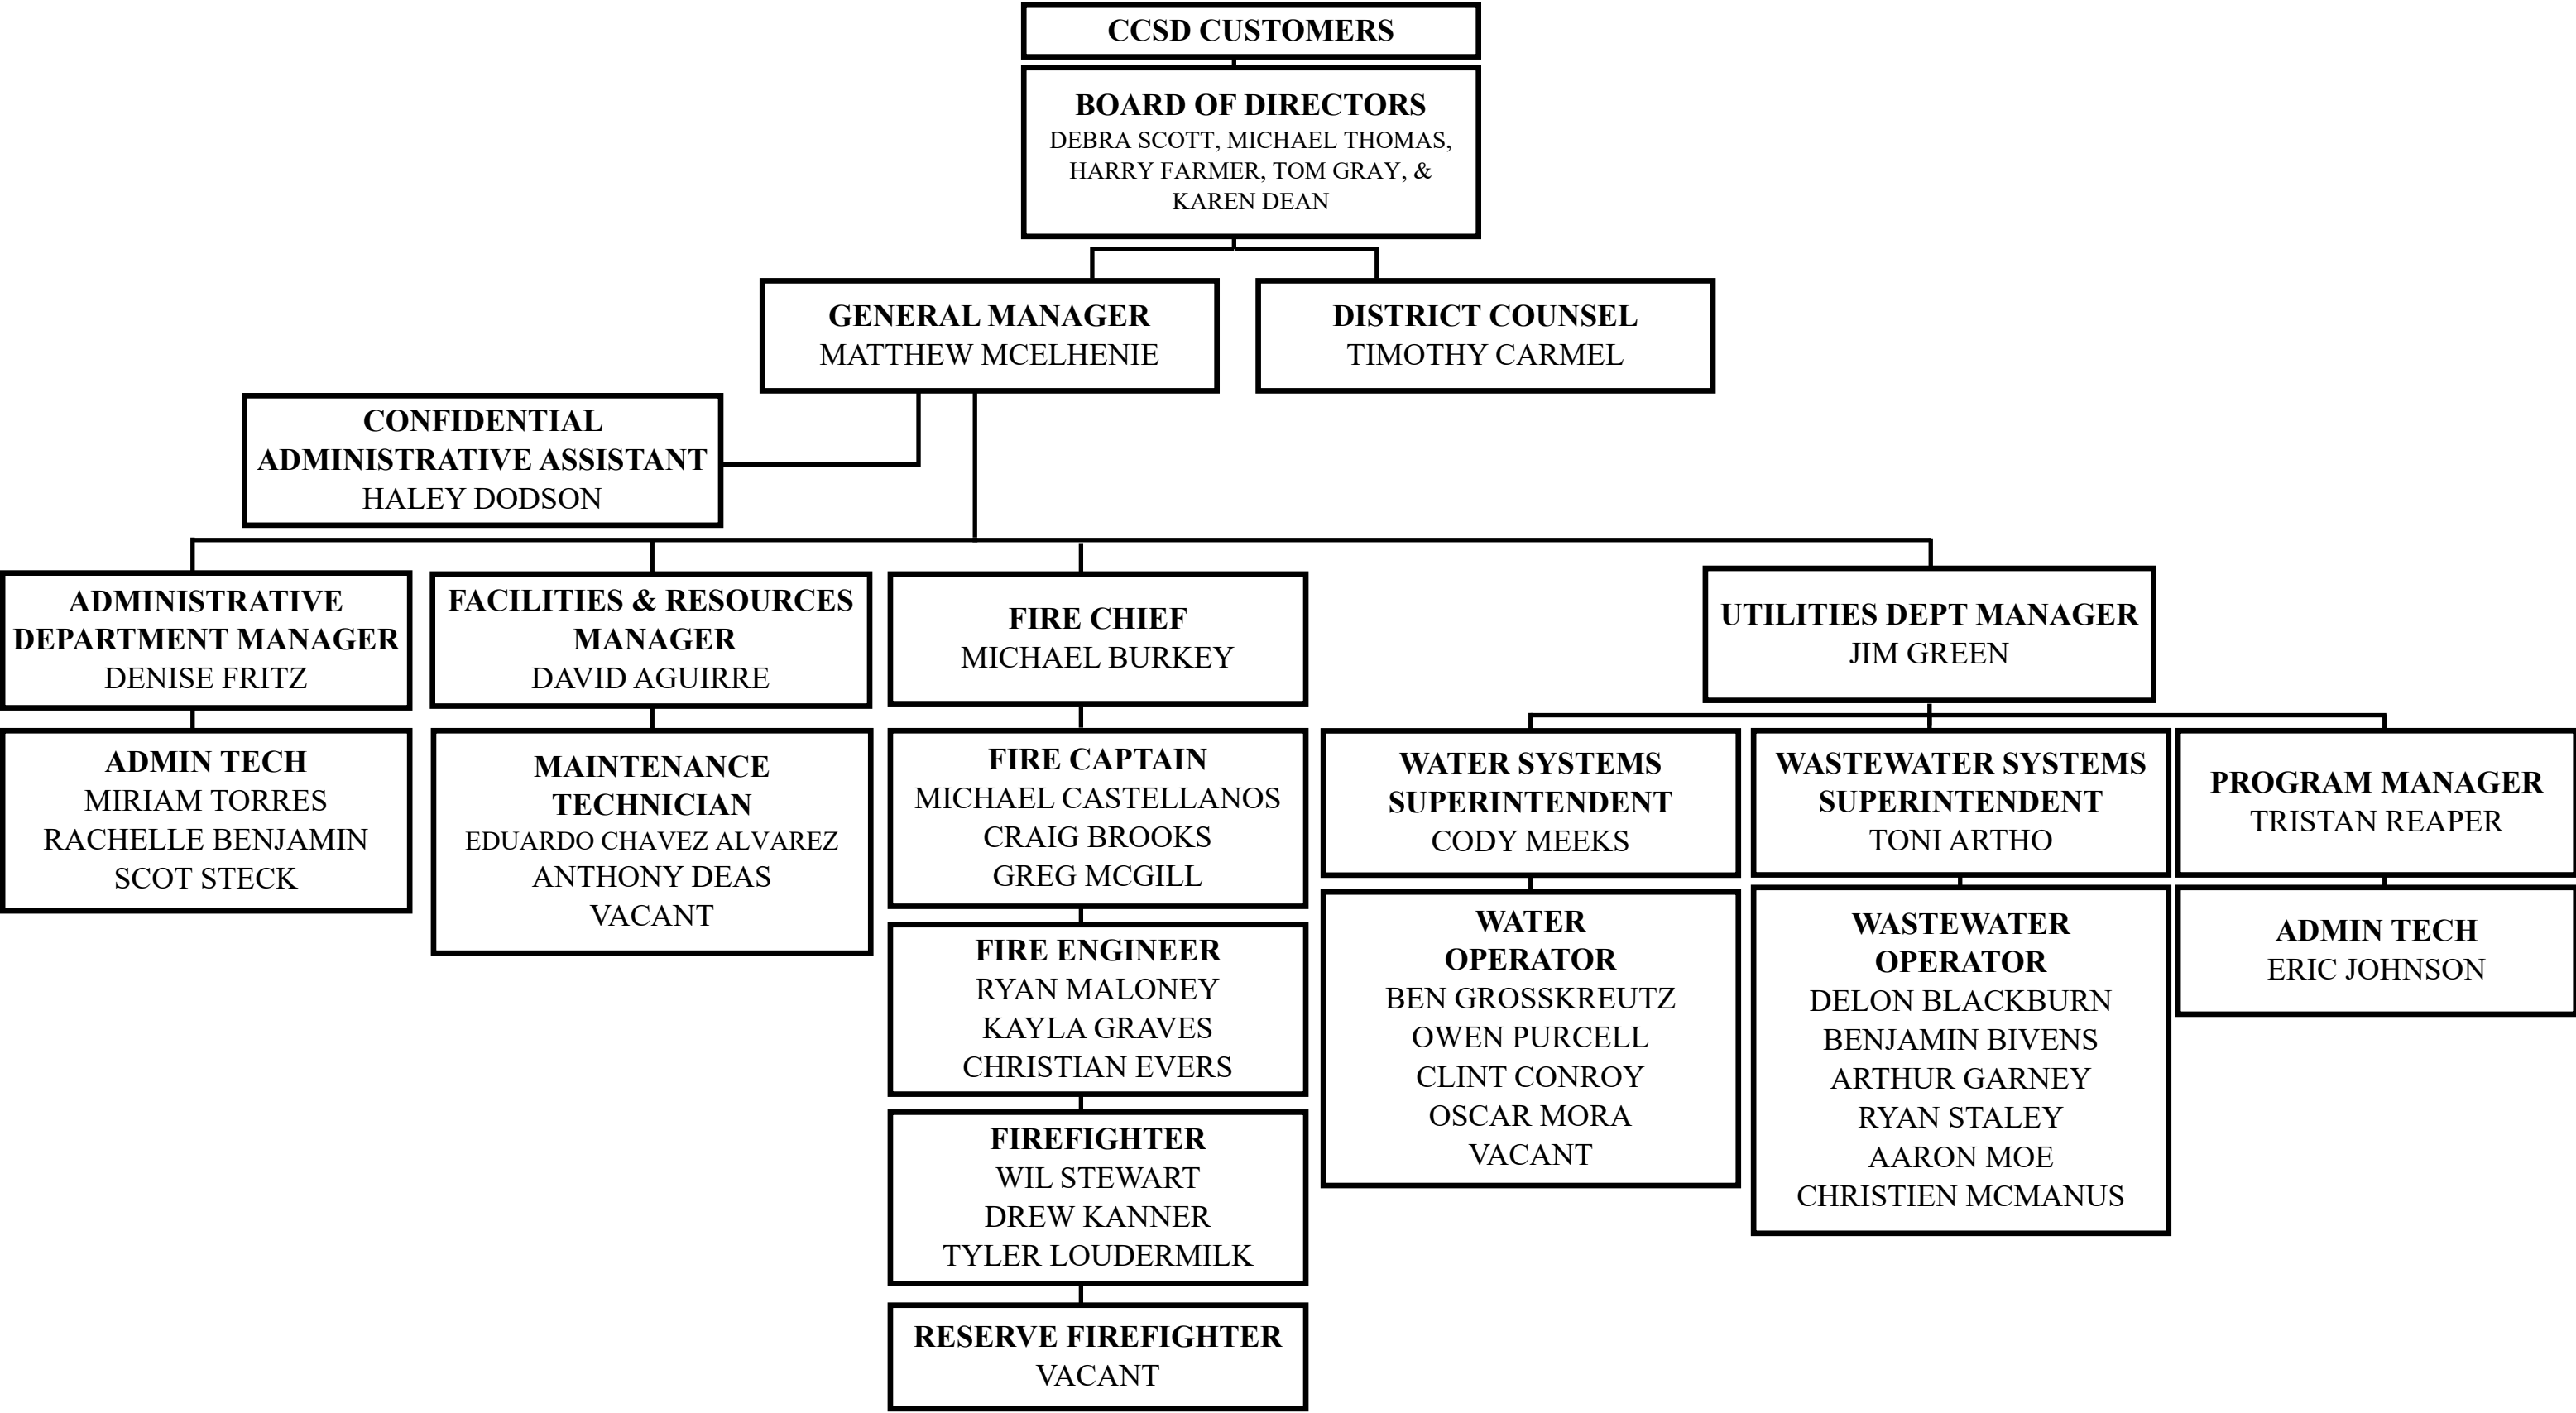 CCSD CUSTOMERS
BOARD OF DIRECTORS
DEBRA SCOTT, MICHAEL THOMAS,
HARRY FARMER, TOM GRAY, &
KAREN DEAN
GENERAL MANAGER
MATTHEW MCELHENIE
DISTRICT COUNSEL
TIMOTHY CARMEL
CONFIDENTIAL
ADMINISTRATIVE ASSISTANT
HALEY DODSON
ADMINISTRATIVE
DEPARTMENT MANAGER
DENISE FRITZ
FACILITIES & RESOURCES
MANAGER
DAVID AGUIRRE
FIRE CHIEF
MICHAEL BURKEY
UTILITIES DEPT MANAGER
JIM GREEN
ADMIN TECH
MIRIAM TORRES
RACHELLE BENJAMIN
SCOT STECK
MAINTENANCE
TECHNICIAN
EDUARDO CHAVEZ ALVAREZ
ANTHONY DEAS
VACANT
FIRE CAPTAIN
MICHAEL CASTELLANOS
CRAIG BROOKS
GREG MCGILL
FIRE ENGINEER
RYAN MALONEY
KAYLA GRAVES
CHRISTIAN EVERS
FIREFIGHTER
WIL STEWART
DREW KANNER
TYLER LOUDERMILK
RESERVE FIREFIGHTER
VACANT
WATER SYSTEMS
SUPERINTENDENT
CODY MEEKS
WATER
OPERATOR
BEN GROSSKREUTZ
OWEN PURCELL
CLINT CONROY
OSCAR MORA
VACANT
WASTEWATER SYSTEMS
SUPERINTENDENT
TONI ARTHO
WASTEWATER
OPERATOR
DELON BLACKBURN
BENJAMIN BIVENS
ARTHUR GARNEY
RYAN STALEY
AARON MOE
CHRISTIEN MCMANUS
PROGRAM MANAGER
TRISTAN REAPER
ADMIN TECH
ERIC JOHNSON